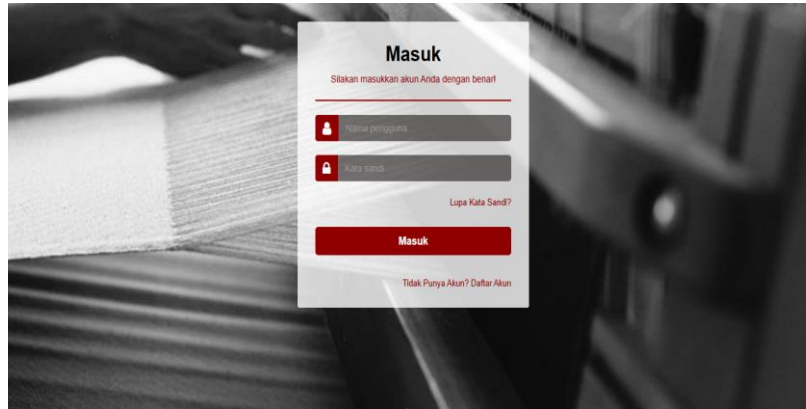 Masuk
Silakan masukkan akun Anda dengan benar!
Nama pengguna
Kata sandi
Lupa Kata Sandi?
Masuk
Tidak Punya Akun? Daftar Akun